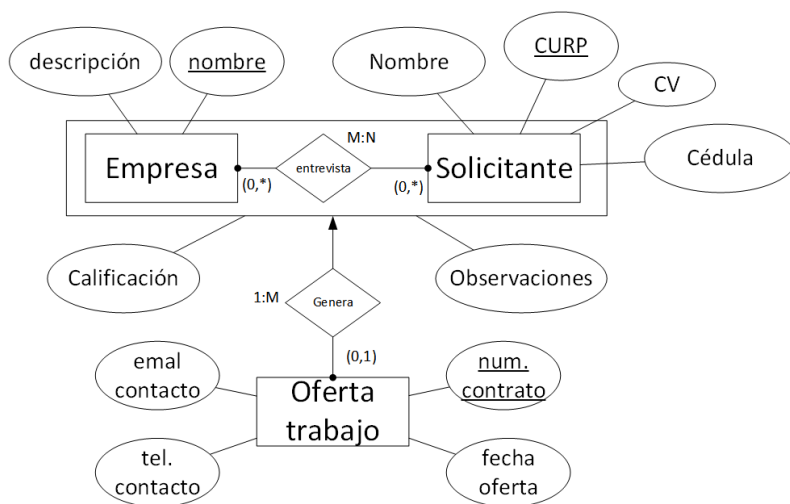 descripción
nombre
Nombre
CURP
CV
Cédula
M:N
Empresa
entrevista
Solicitante
(0,*)
(0,*)
Calificación
Observaciones
1:M
Genera
(0,1)
emal
contacto
Oferta
trabajo
num.
contrato
tel.
contacto
fecha
oferta